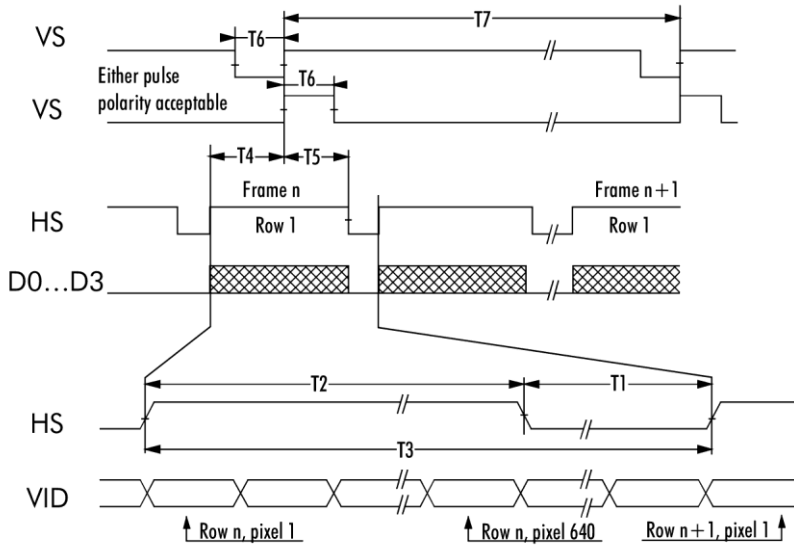 VS
T6
T7
Either pulse
polarity acceptable
T6
VS
T4
T5
Frame n
Frame n+1
HS
Row 1
Row 1
D0...D3
T2
T1
HS
T3
VID
Row n, pixel 1
Row n, pixel 640
Row n+1, pixel 1